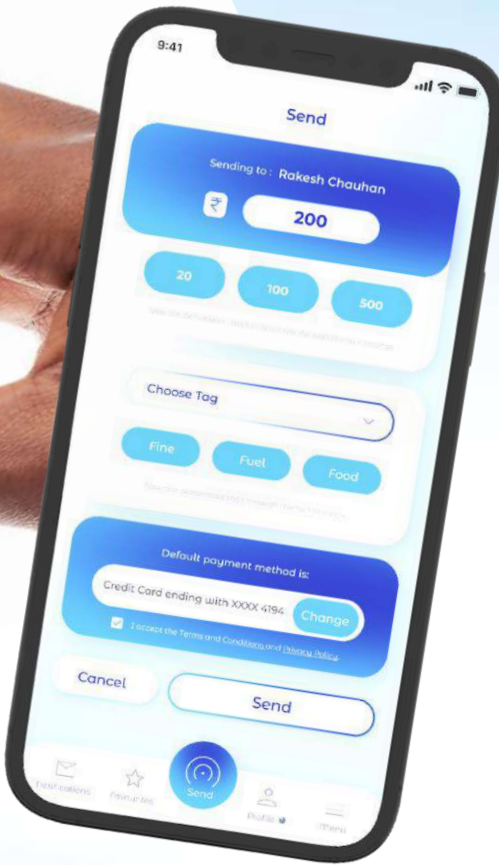 9:41
Send
Sending to : Rakesh Chauhan
₹ 200
20 100 500
Choose Tag
Fine Fuel Food
Default payment method is:
Credit Card ending with XXXX 4194 Change
I accept the Terms and Conditions and Privacy Policy.
Cancel Send
Notifications Favourites Send Profile Menu